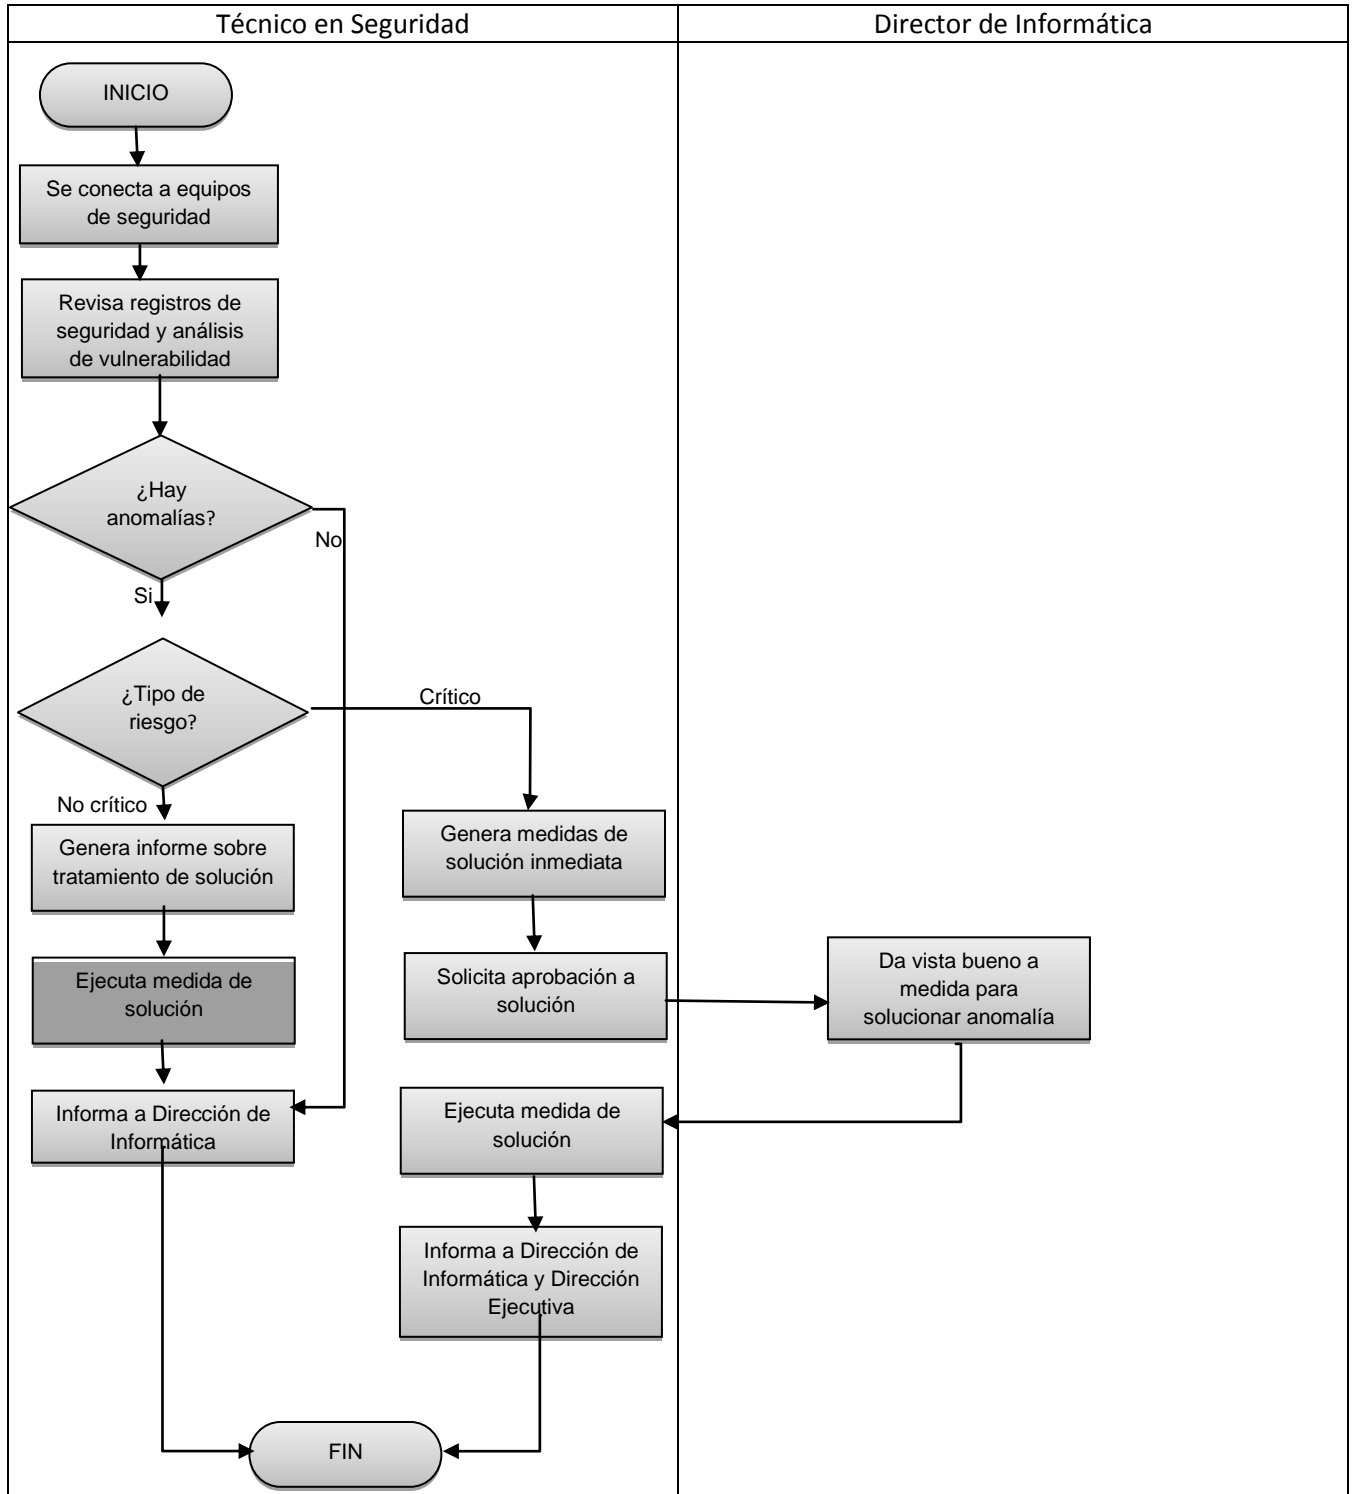 Técnico en Seguridad
Director de Informática
INICIO
Se conecta a equipos
de seguridad
Revisa registros de
seguridad y análisis
de vulnerabilidad
¿Hay
anomalías?
No
Si
¿Tipo de
riesgo?
Crítico
No crítico
Genera informe sobre
tratamiento de solución
Genera medidas de
solución inmediata
Ejecuta medida de
solución
Solicita aprobación a
solución
Da vista bueno a
medida para
solucionar anomalía
Informa a Dirección de
Informática
Ejecuta medida de
solución
Informa a Dirección de
Informática y Dirección
Ejecutiva
FIN